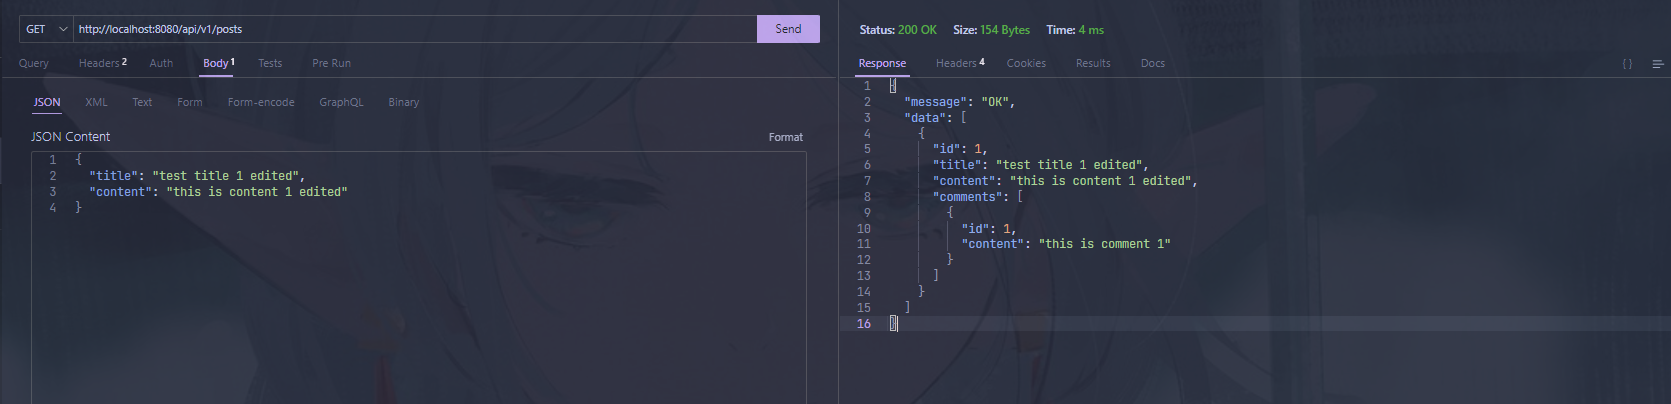 GET http://localhost:8080/api/v1/posts Send
Query Headers 2 Auth Body 1 Tests Pre Run
JSON XML Text Form Form-encode GraphQL Binary
JSON Content Format
1 {
2 "title": "test title 1 edited",
3 "content": "this is content 1 edited"
4 }
Status: 200 OK Size: 154 Bytes Time: 4 ms
Response Headers 4 Cookies Results Docs { }
1 {
2 "message": "OK",
3 "data": [
4 {
5 "id": 1,
6 "title": "test title 1 edited",
7 "content": "this is content 1 edited",
8 "comments": [
9 {
10 "id": 1,
11 "content": "this is comment 1"
12 }
13 ]
14 }
15 ]
16 }